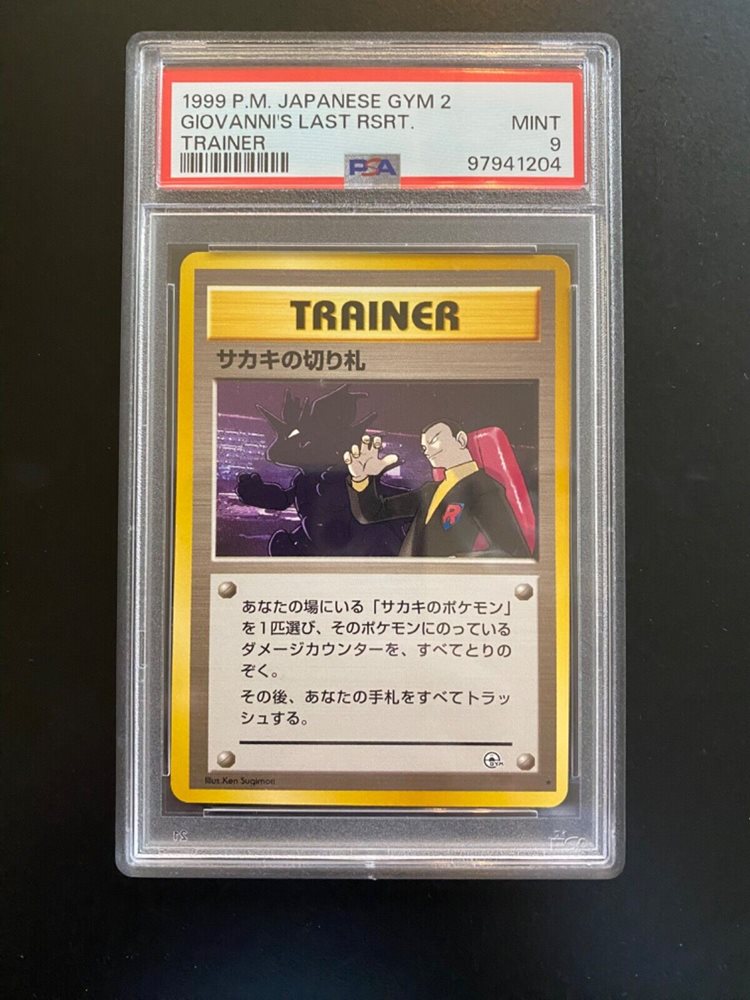 1999 P.M. JAPANESE GYM 2
GIOVANNI'S LAST RSRT.
MINT
TRAINER
9
PSA
97941204
TRAINER
サカキの切り札
R
あなたの場にいる「サカキのポケモン」
を1匹選び、そのポケモンにのっている
ダメージカウンターを、すべてとりの
ぞく。
その後、あなたの手札をすべてトラッ
シュする。
GYM
Illus. Ken Sugimori